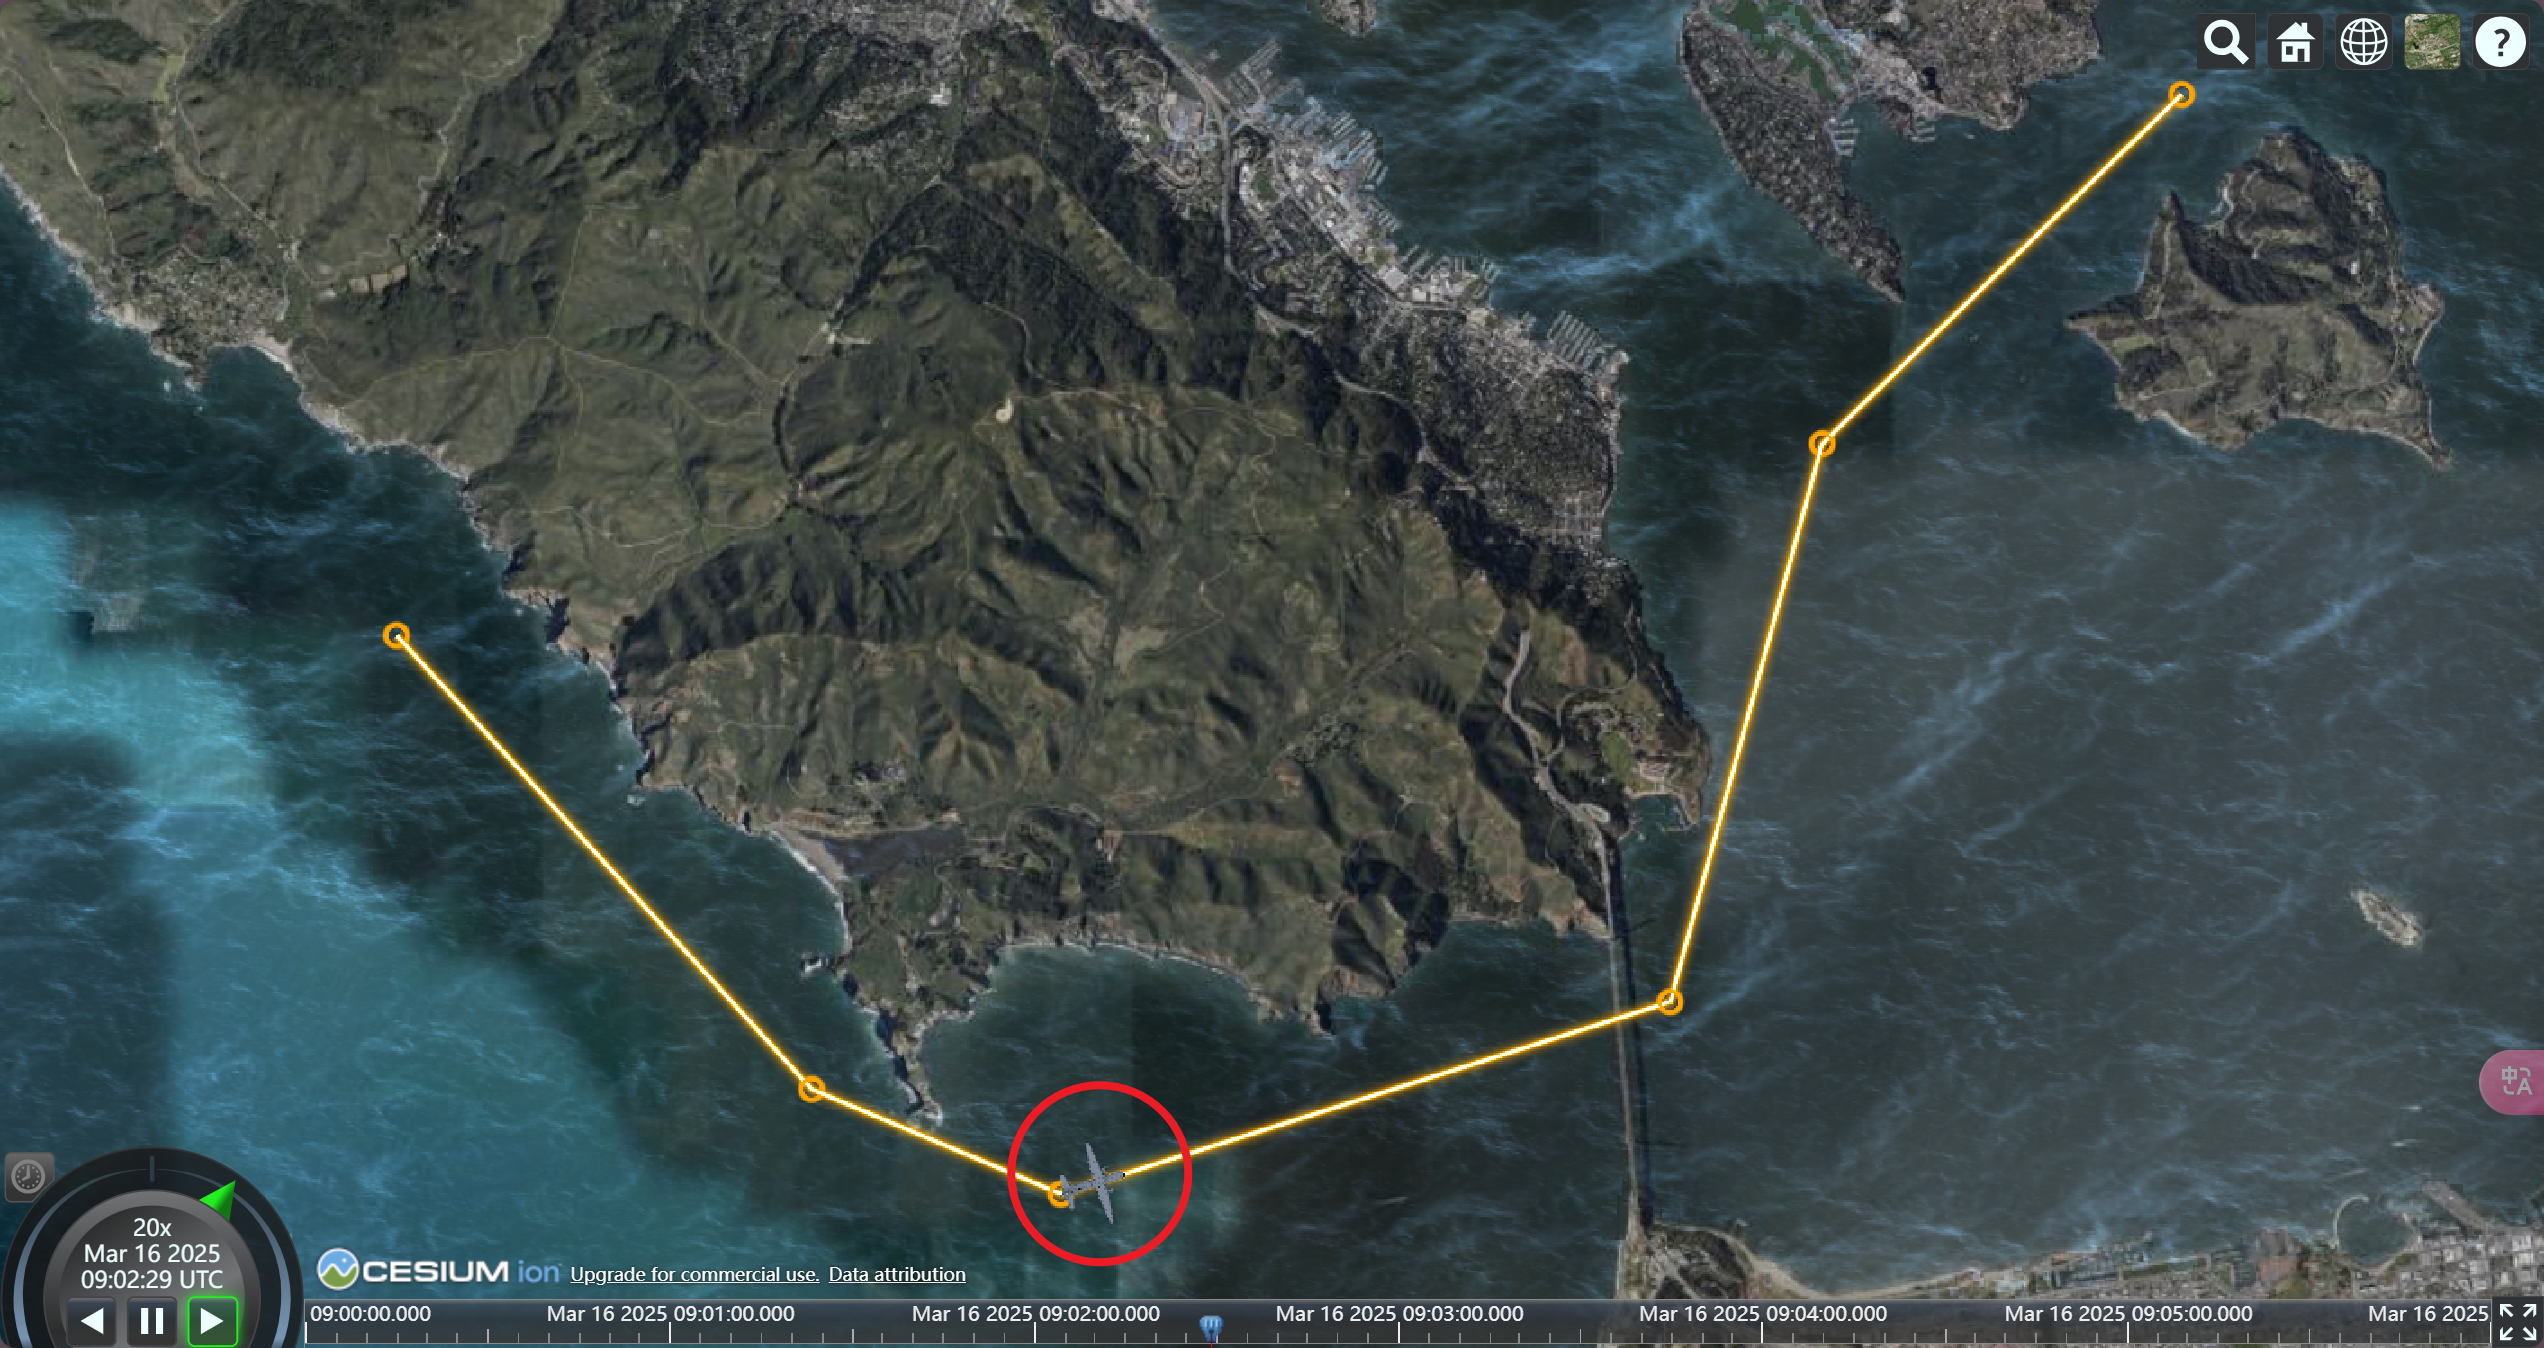 ?
中A
20x
Mar 16 2025
09:02:29 UTC
CESIUM ion Upgrade for commercial use. Data attribution
09:00:00.000 Mar 16 2025 09:01:00.000 Mar 16 2025 09:02:00.000 Mar 16 2025 09:03:00.000 Mar 16 2025 09:04:00.000 Mar 16 2025 09:05:00.000 Mar 16 2025